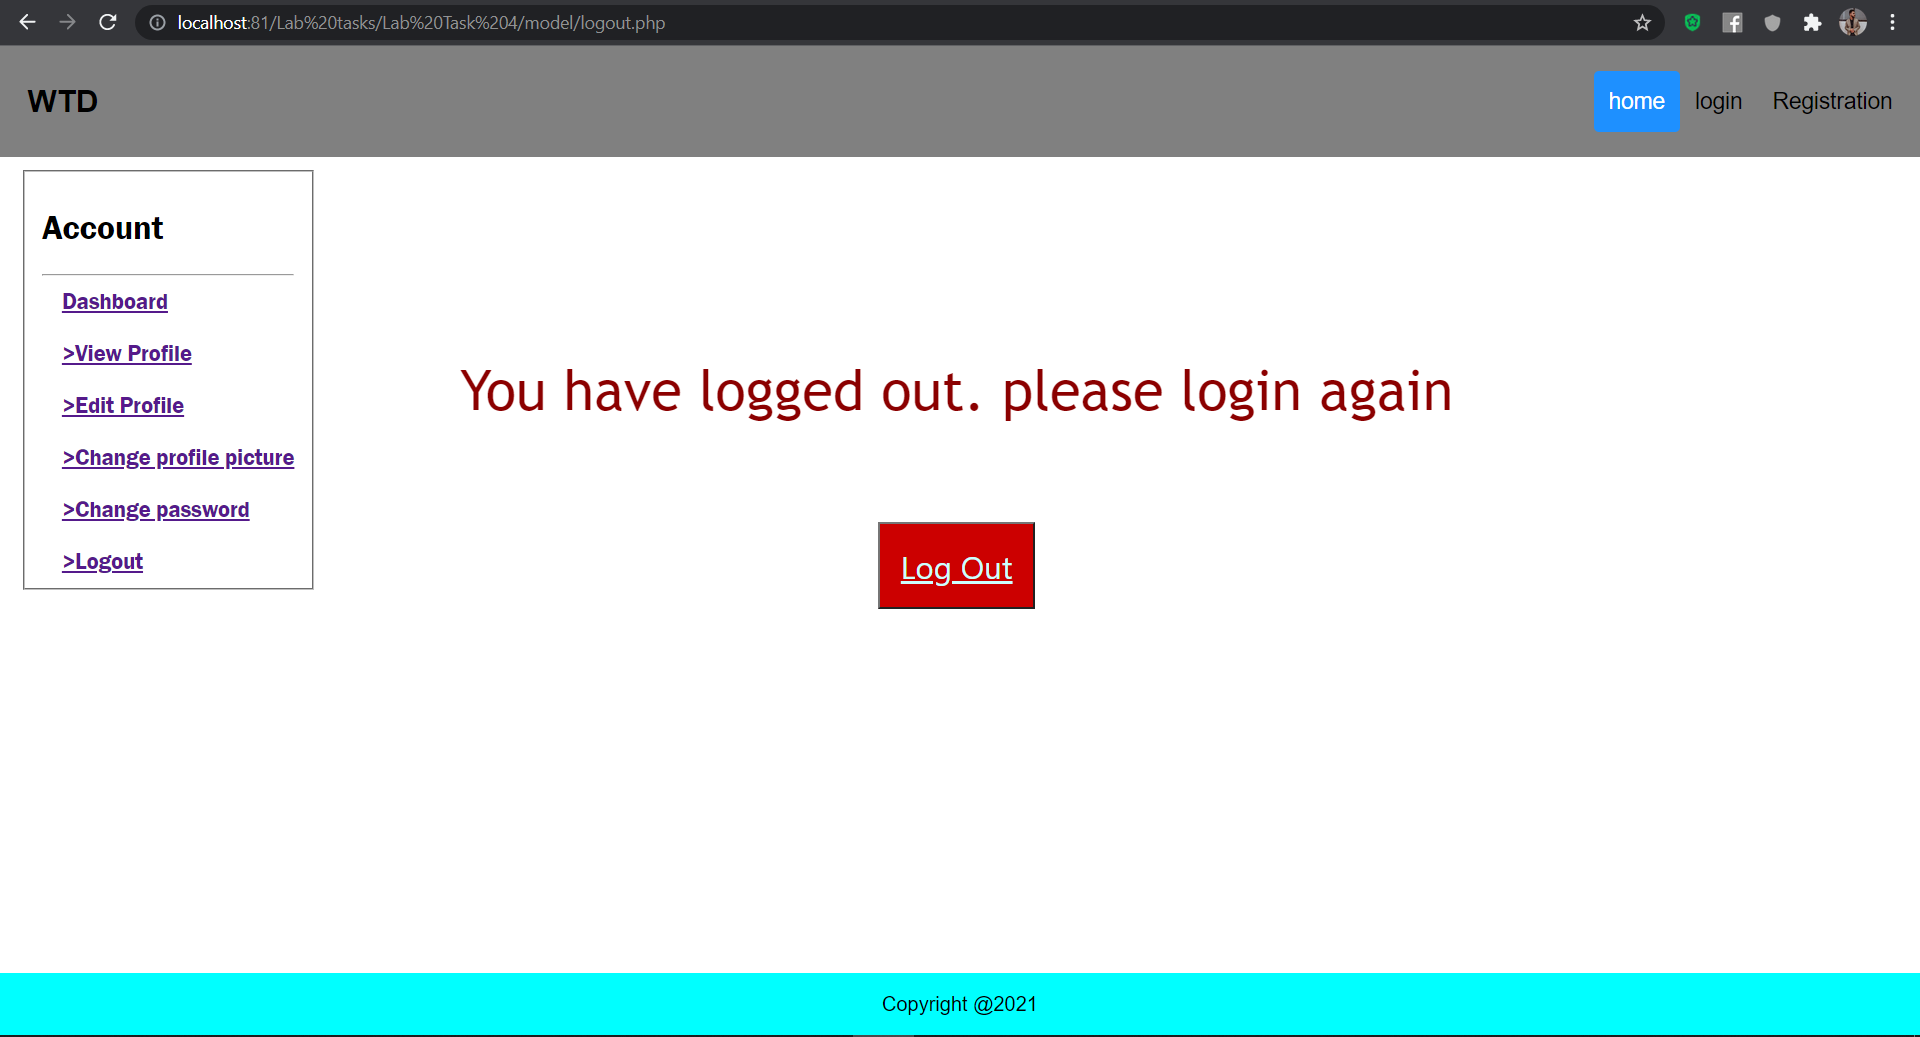 localhost:81/Lab%20tasks/Lab%20Task%204/model/logout.php
WTD
home login Registration
Account
Dashboard
>View Profile
>Edit Profile
>Change profile picture
>Change password
>Logout
You have logged out. please login again
Log Out
Copyright @2021